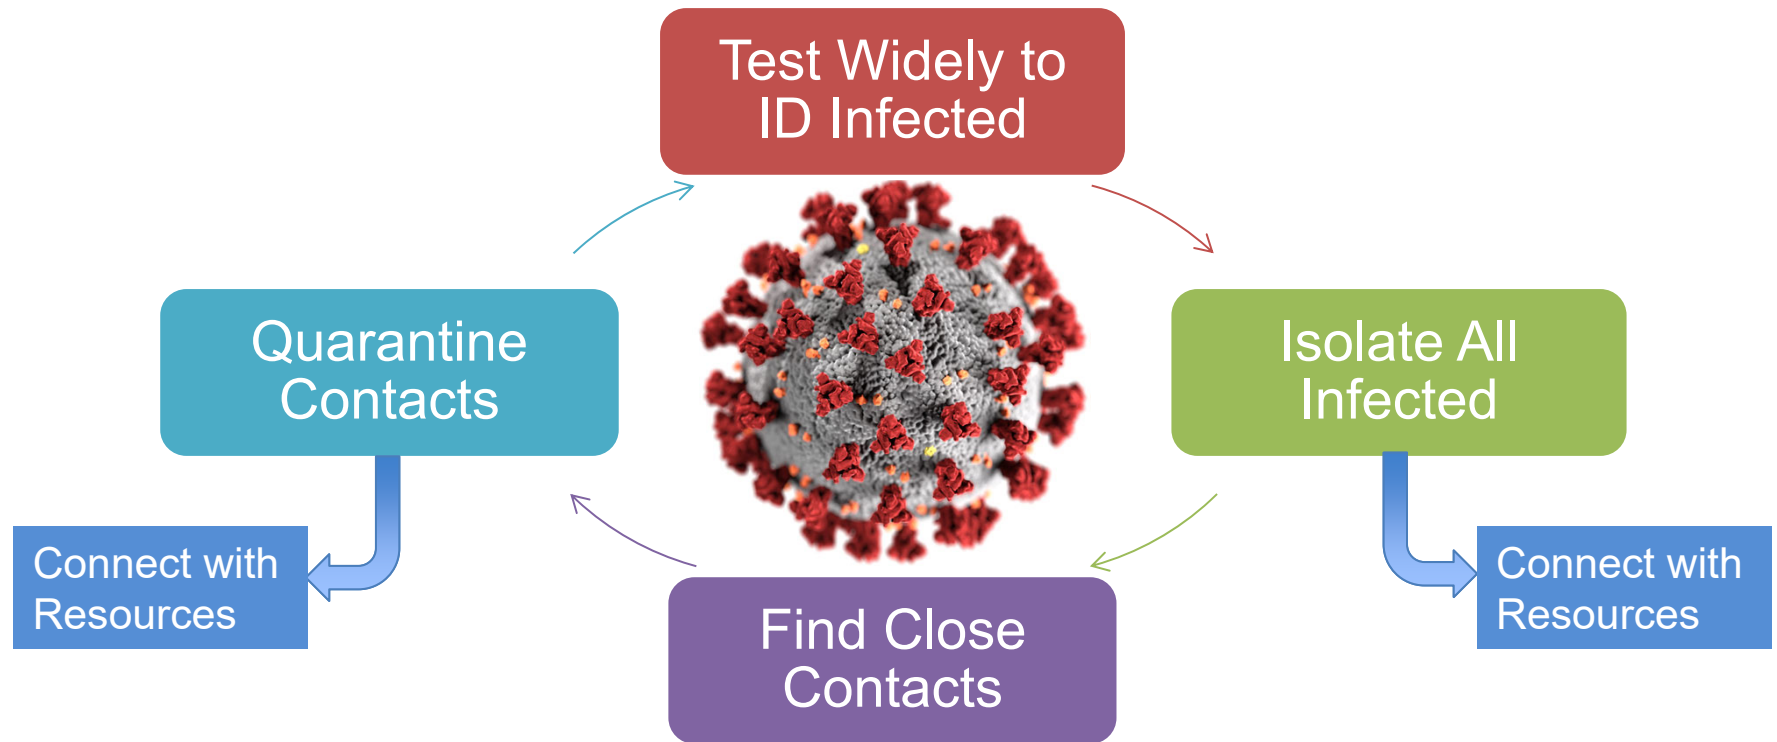 Test Widely to
ID Infected
Quarantine
Contacts
Isolate All
Infected
Connect with
Resources
Find Close
Contacts
Connect with
Resources